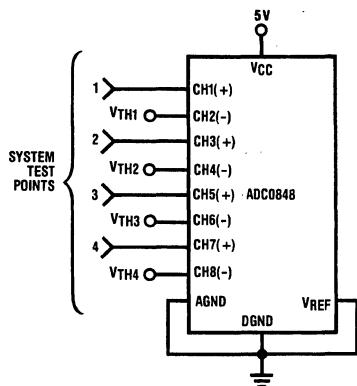 5V
VCC
1 CH1(+)
VTH1 CH2(-)
2 CH3(+)
VTH2 CH4(-)
SYSTEM
TEST
POINTS
3 CH5(+) ADC0848
VTH3 CH6(-)
4 CH7(+)
VTH4 CH8(-)
AGND VREF
DGND